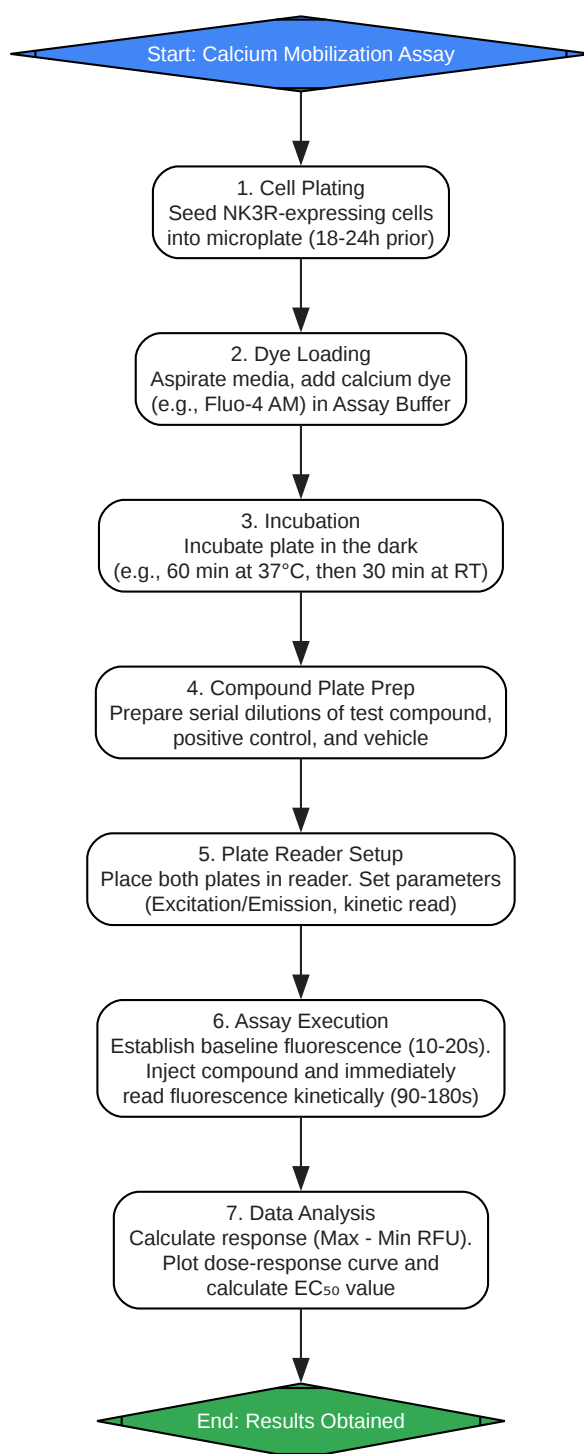 Start: Calcium Mobilization Assay
1. Cell Plating
Seed NK3R-expressing cells
into microplate (18-24h prior)
2. Dye Loading
Aspirate media, add calcium dye
(e.g., Fluo-4 AM) in Assay Buffer
3. Incubation
Incubate plate in the dark
(e.g., 60 min at 37°C, then 30 min at RT)
4. Compound Plate Prep
Prepare serial dilutions of test compound,
positive control, and vehicle
5. Plate Reader Setup
Place both plates in reader. Set parameters
(Excitation/Emission, kinetic read)
6. Assay Execution
Establish baseline fluorescence (10-20s).
Inject compound and immediately
read fluorescence kinetically (90-180s)
7. Data Analysis
Calculate response (Max - Min RFU).
Plot dose-response curve and
calculate EC₅₀ value
End: Results Obtained